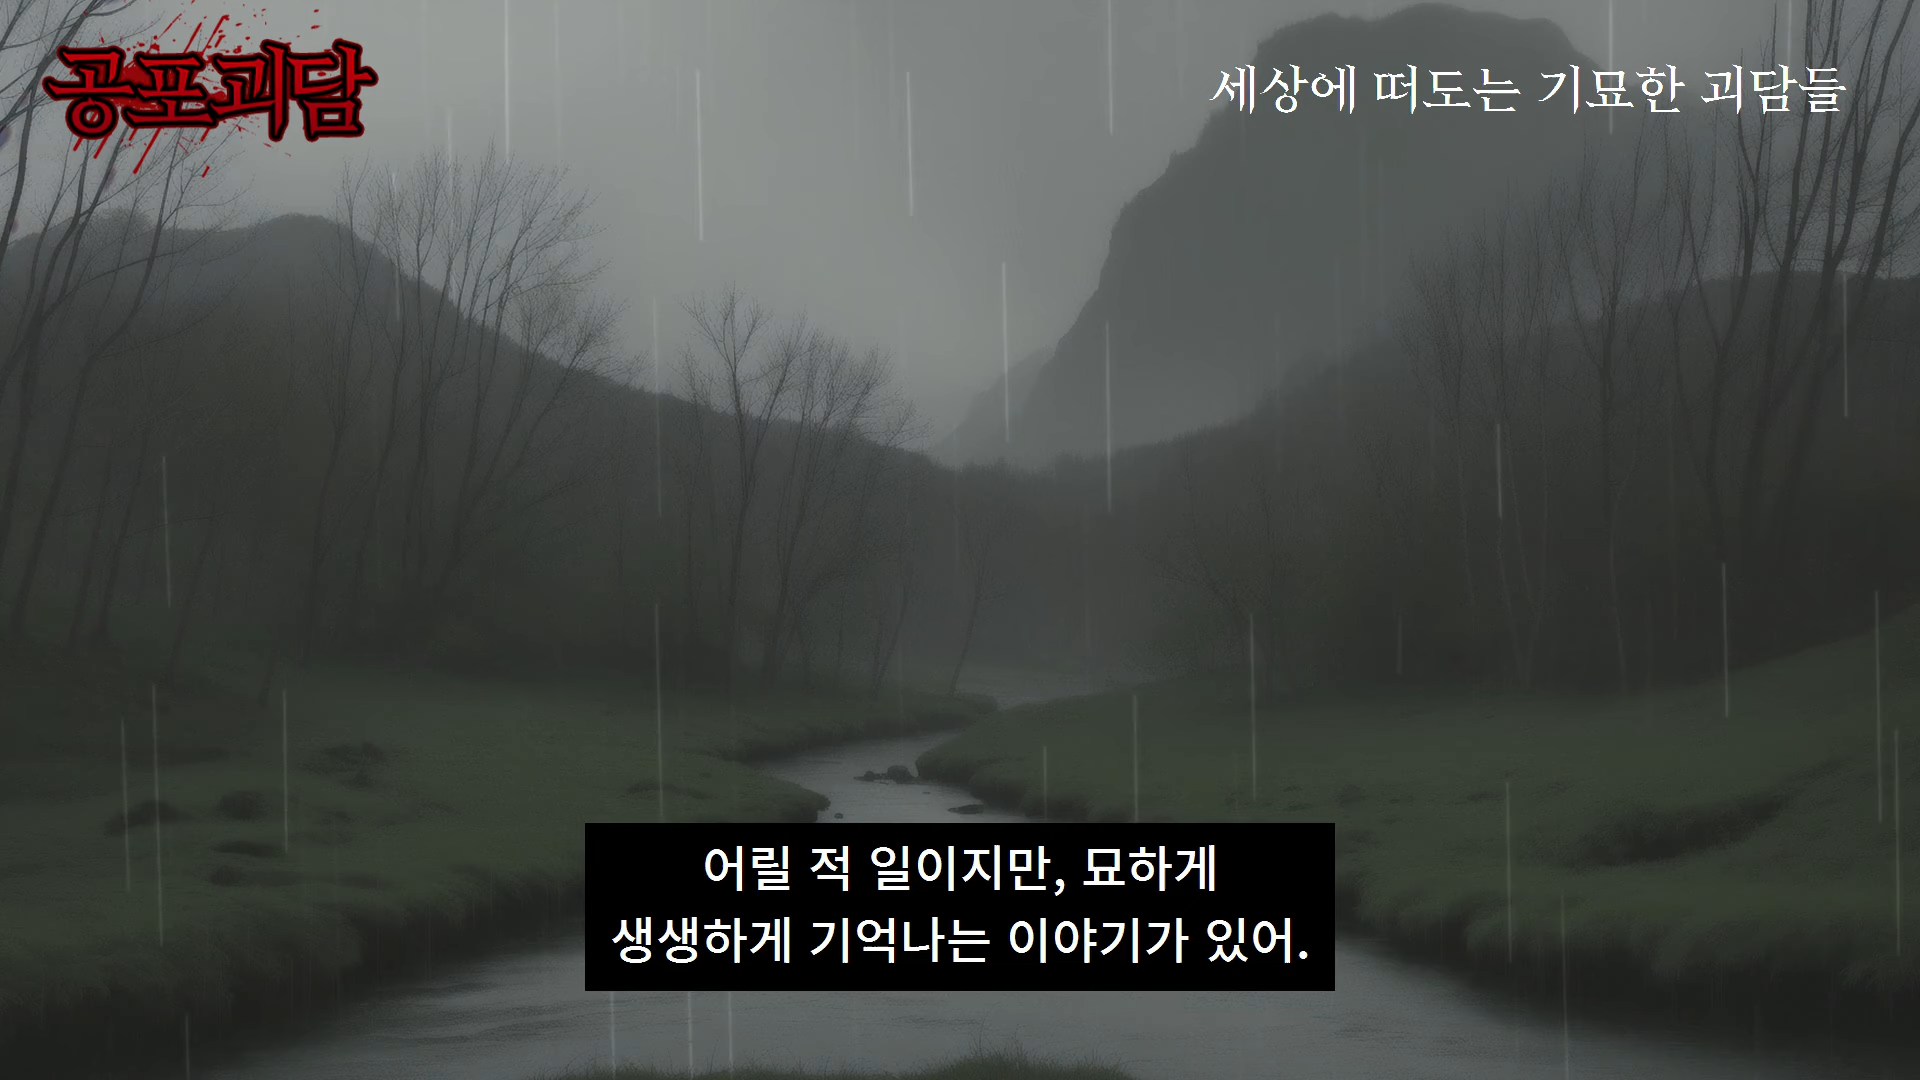 공포괴담
세상에 떠도는 기묘한 괴담들
어릴 적 일이지만, 묘하게
생생하게 기억나는 이야기가 있어.